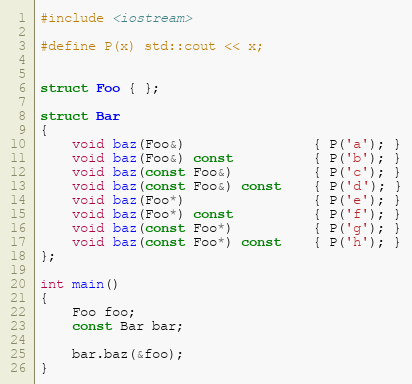 1 #include <iostream>
2
3 #define P(x) std::cout << x;
4
5
6 struct Foo { };
7
8 struct Bar
9 {
10     void baz(Foo&)                { P('a'); }
11     void baz(Foo&) const          { P('b'); }
12     void baz(const Foo&)          { P('c'); }
13     void baz(const Foo&) const    { P('d'); }
14     void baz(Foo*)                { P('e'); }
15     void baz(Foo*) const          { P('f'); }
16     void baz(const Foo*)          { P('g'); }
17     void baz(const Foo*) const    { P('h'); }
18 };
19
20 int main()
21 {
22     Foo foo;
23     const Bar bar;
24
25     bar.baz(&foo);
26 }